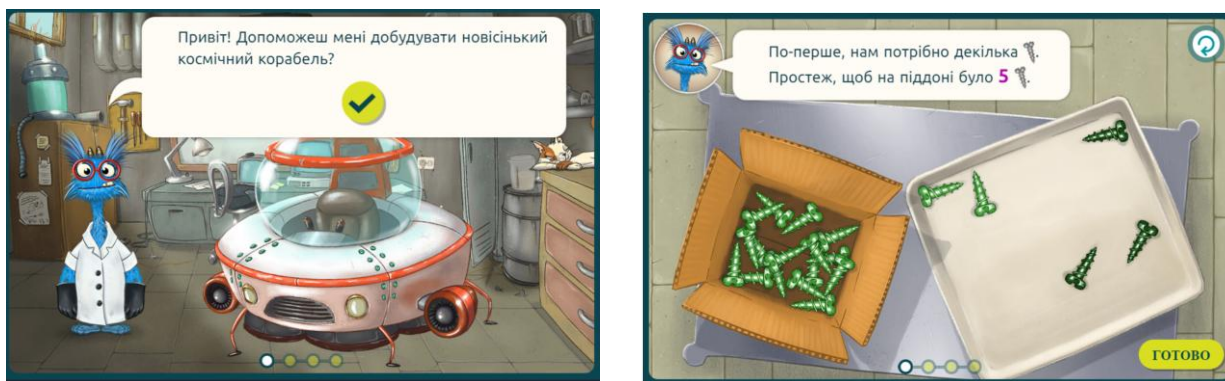 Привіт! Допоможеш мені добудувати новісінький
космічний корабель?
По-перше, нам потрібно декілька
Простеж, щоб на піддоні було 5
ГОТОВО